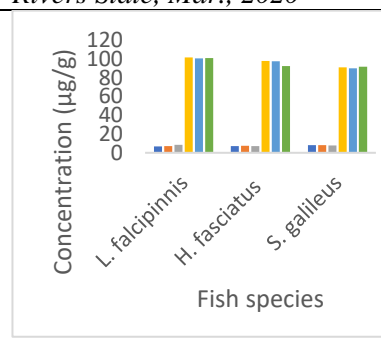 Rivers State, Mar., 2020
120
100
80
60
40
20
0
Concentration (µg/g)
L. falcipinnis
H. fasciatus
S. galileus
Fish species